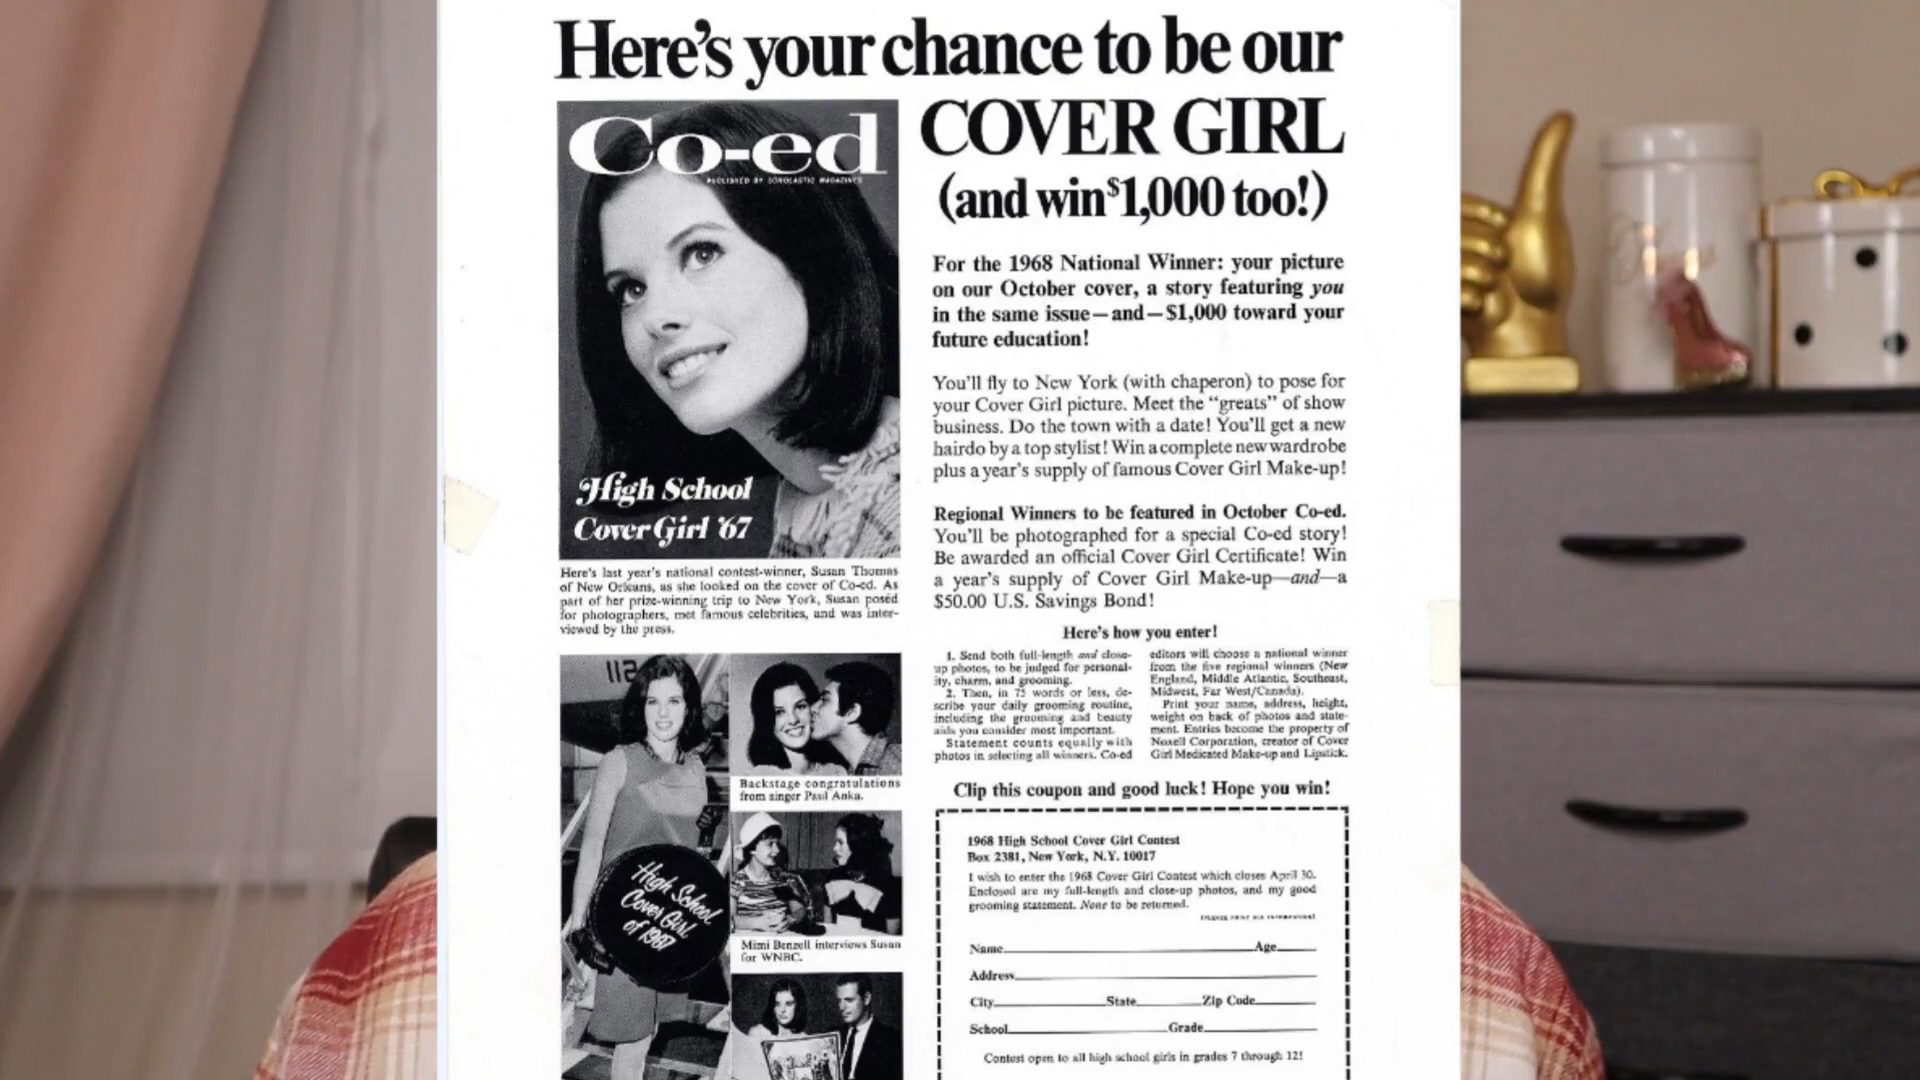 Here's your chance to be our
COVER GIRL
(and win $1,000 too!)
Co-ed
PUBLISHED BY SCHOLASTIC MAGAZINES
High School
Cover Girl '67
Here's last year's national contest-winner, Susan Thomas
of New Orleans, as she looked on the cover of Co-ed. As
part of her prize-winning trip to New York, Susan posed
for photographers, met famous celebrities, and was inter-
viewed by the press.
112
High School
Cover Girl
of 1967
Backstage congratulations
from singer Paul Anka.
Mimi Benzell interviews Susan
for WNBC.
For the 1968 National Winner: your picture
on our October cover, a story featuring you
in the same issue—and—$1,000 toward your
future education!
You'll fly to New York (with chaperon) to pose for
your Cover Girl picture. Meet the "greats" of show
business. Do the town with a date! You'll get a new
hairdo by a top stylist! Win a complete new wardrobe
plus a year's supply of famous Cover Girl Make-up!
Regional Winners to be featured in October Co-ed.
You'll be photographed for a special Co-ed story!
Be awarded an official Cover Girl Certificate! Win
a year's supply of Cover Girl Make-up—and—a
$50.00 U.S. Savings Bond!
Here's how you enter!
1. Send both full-length and close-
up photos, to be judged for personal-
ity, charm, and grooming.
2. Then, in 75 words or less, de-
scribe your daily grooming routine,
including the grooming and beauty
aids you consider most important.
Statement counts equally with
photos in selecting all winners. Co-ed
editors will choose a national winner
from the five regional winners (New
England, Middle Atlantic, Southeast,
Midwest, Far West/Canada).
Print your name, address, height,
weight on back of photos and state-
ment. Entries become the property of
Noxell Corporation, creator of Cover
Girl Medicated Make-up and Lipstick.
Clip this coupon and good luck! Hope you win!
1968 High School Cover Girl Contest
Box 2381, New York, N.Y. 10017
I wish to enter the 1968 Cover Girl Contest which closes April 30.
Enclosed are my full-length and close-up photos, and my good
grooming statement. None to be returned.
(PLEASE PRINT ALL INFORMATION)
Name Age
Address
City State Zip Code
School Grade
Contest open to all high school girls in grades 7 through 12!